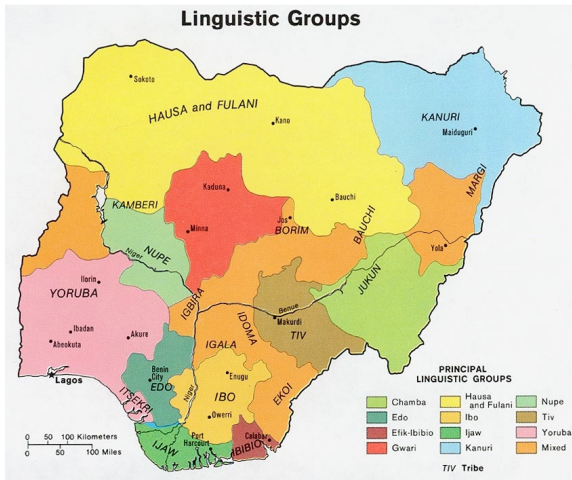 Linguistic Groups
Sokoto
HAUSA and FULANI
Kano
KANURI
Maiduguri
Kaduna
KAMBERI
Bauchi
MARGI
Minna
Jos
BORIM
BAUCHI
Yola
Niger
NUPE
Ilorin
YORUBA
IGBIRA
JUKUN
Benue
Makurdi
TIV
IDOMA
Ibadan
Abeokuta
Akure
IGALA
Lagos
Benin
City
EDO
Enugu
IBO
EKOI
ITSEKRI
Niger
Owerri
Port
Harcourt
IJAW
Calabar
IBIBIO
0 50 100 Kilometers
0 50 100 Miles
PRINCIPAL
LINGUISTIC GROUPS
Chamba
Edo
Efik-Ibibio
Gwari
Hausa
and Fulani
Ibo
Ijaw
Kanuri
Nupe
Tiv
Yoruba
Mixed
TIV Tribe